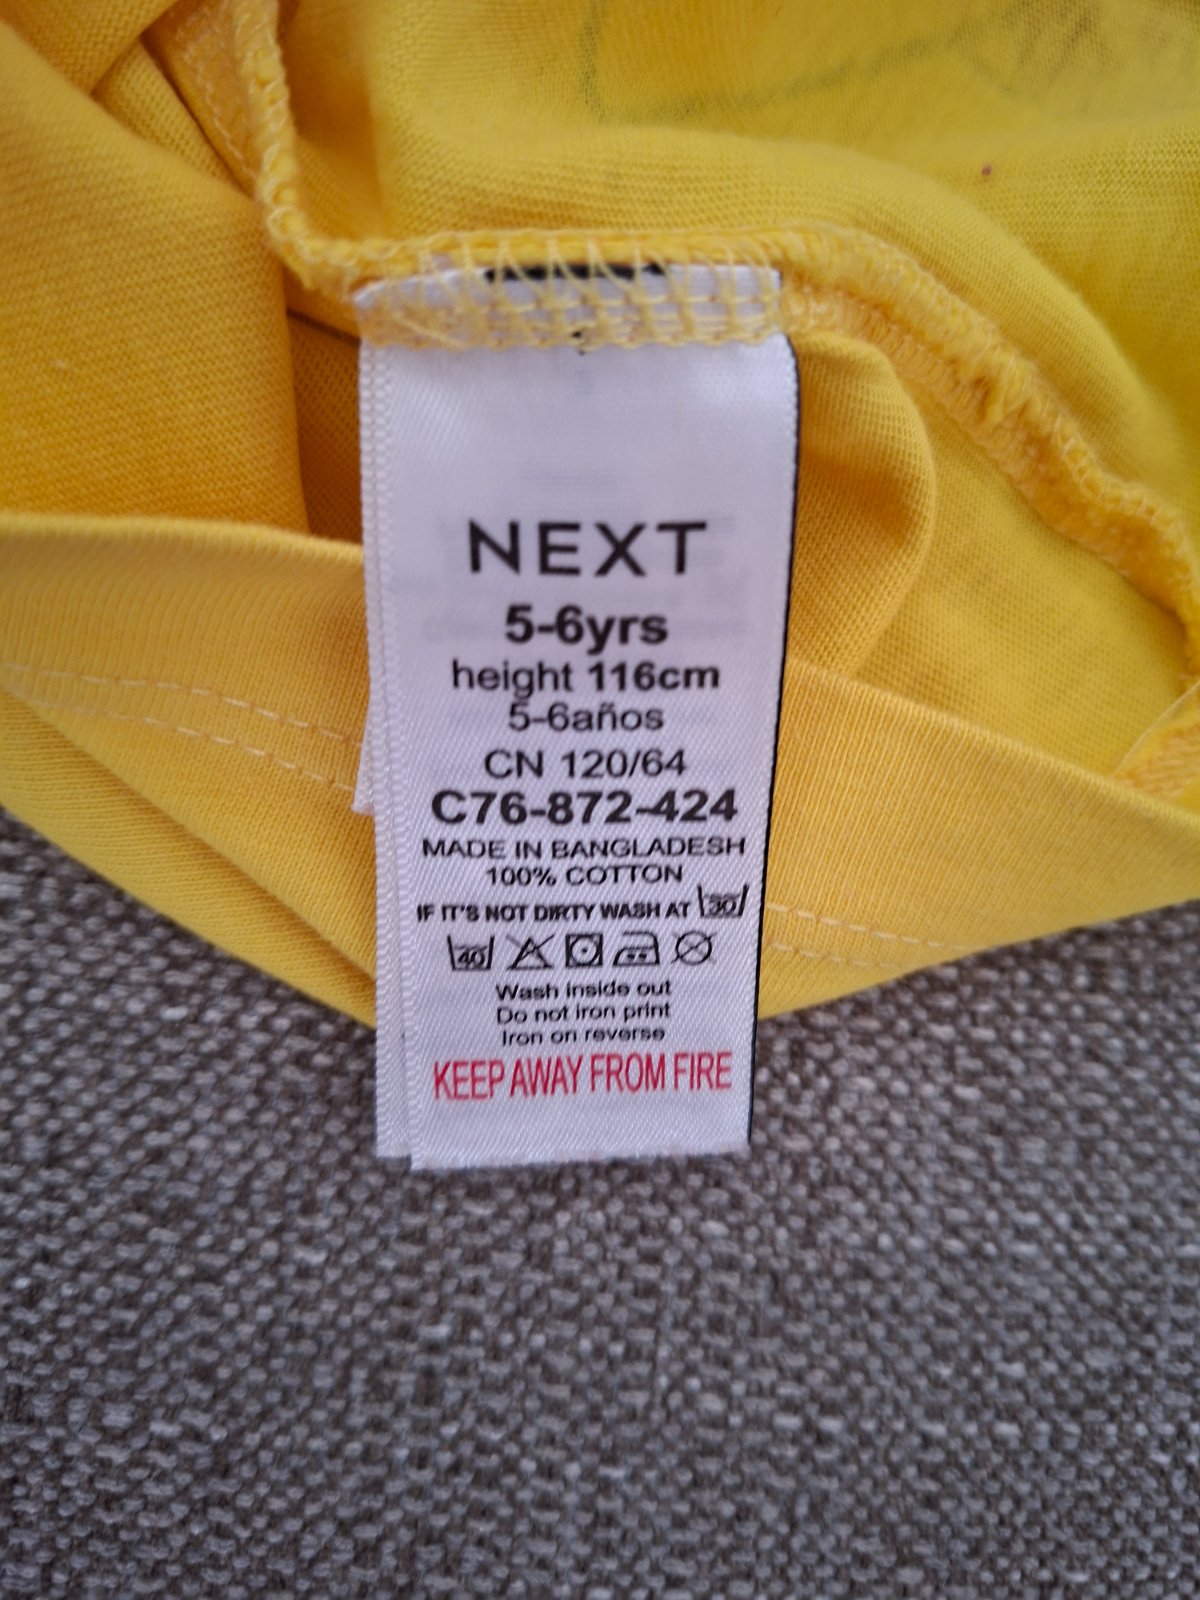 NEXT
5-6yrs
height 116cm
5-6años
CN 120/64
C76-872-424
MADE IN BANGLADESH
100% COTTON
IF IT'S NOT DIRTY WASH AT 30
40
Wash inside out
Do not iron print
Iron on reverse
KEEP AWAY FROM FIRE